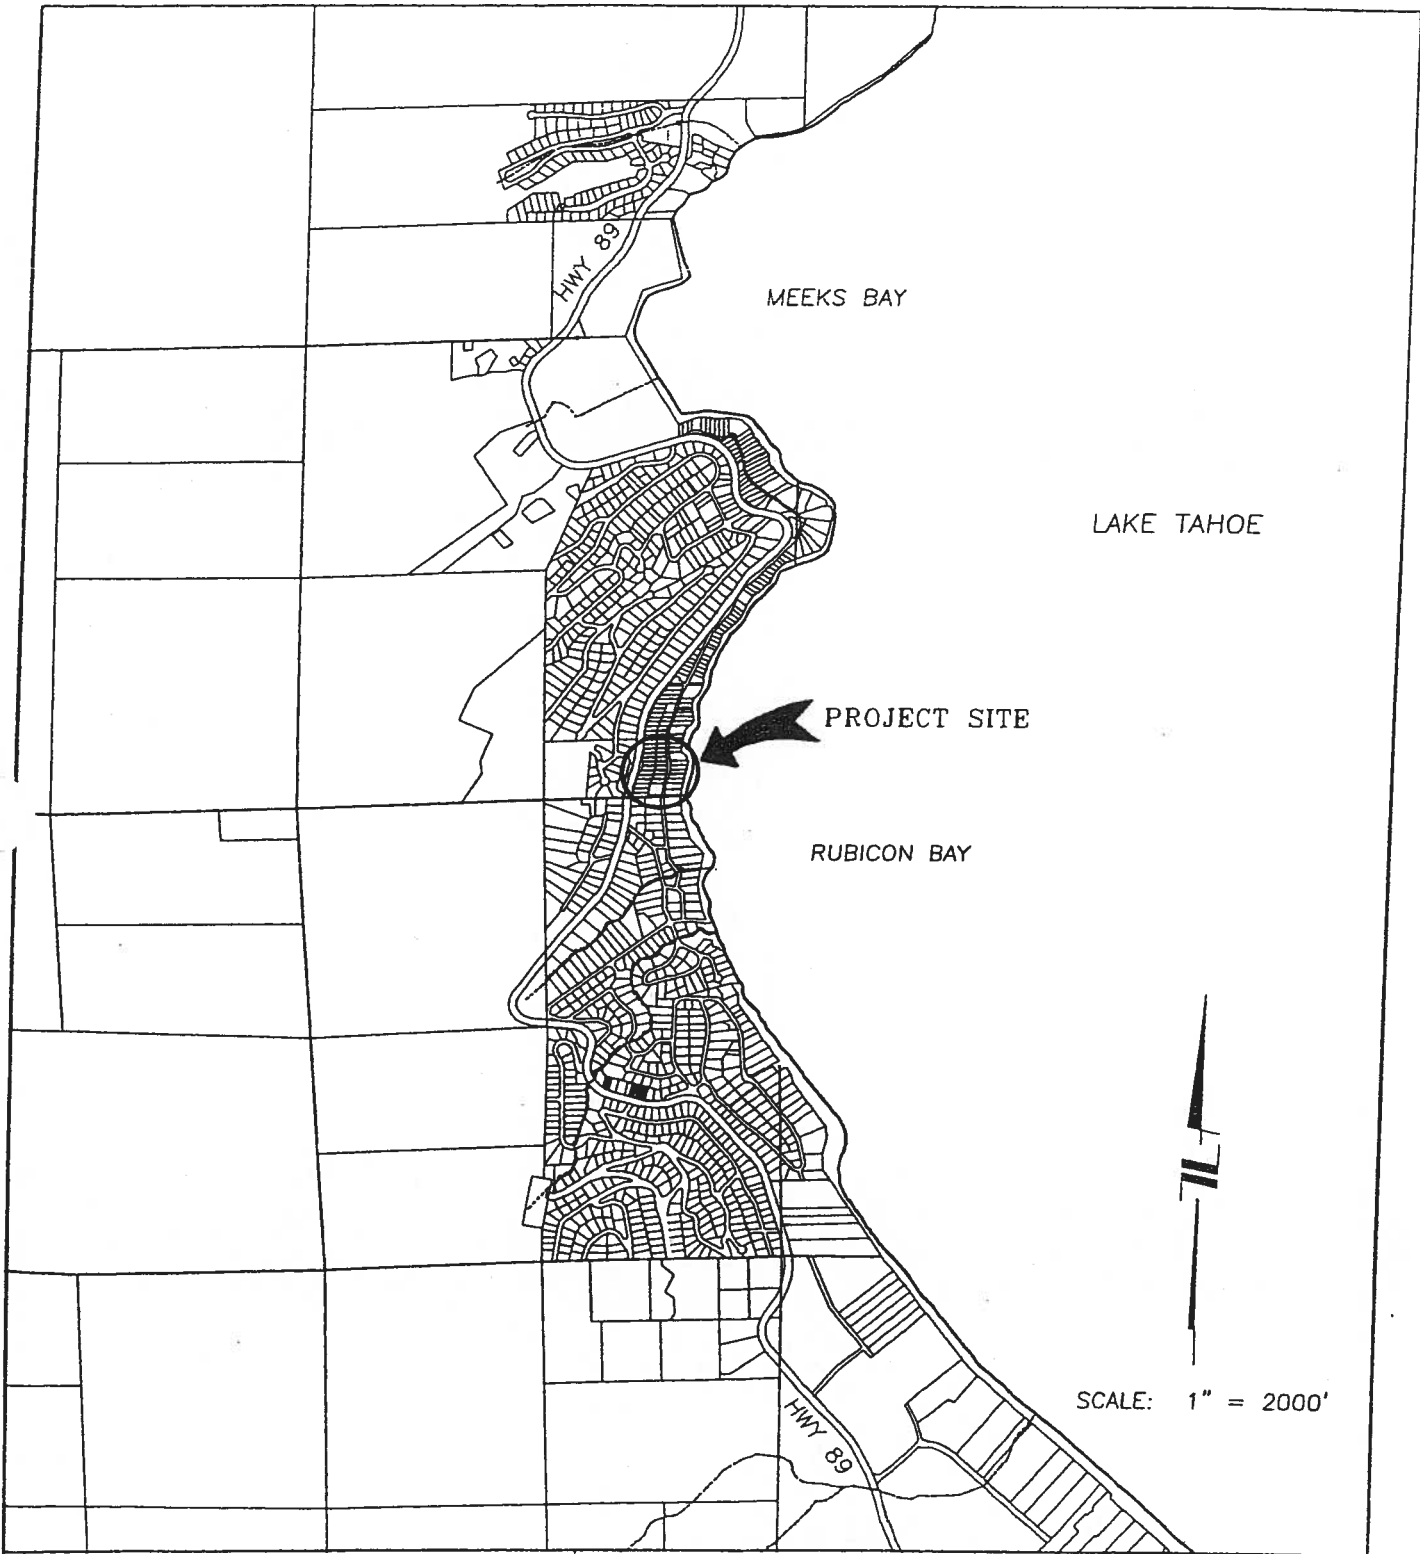 HWY 89
MEEKS BAY
LAKE TAHOE
PROJECT SITE
RUBICON BAY
SCALE: 1" = 2000'
HWY 89